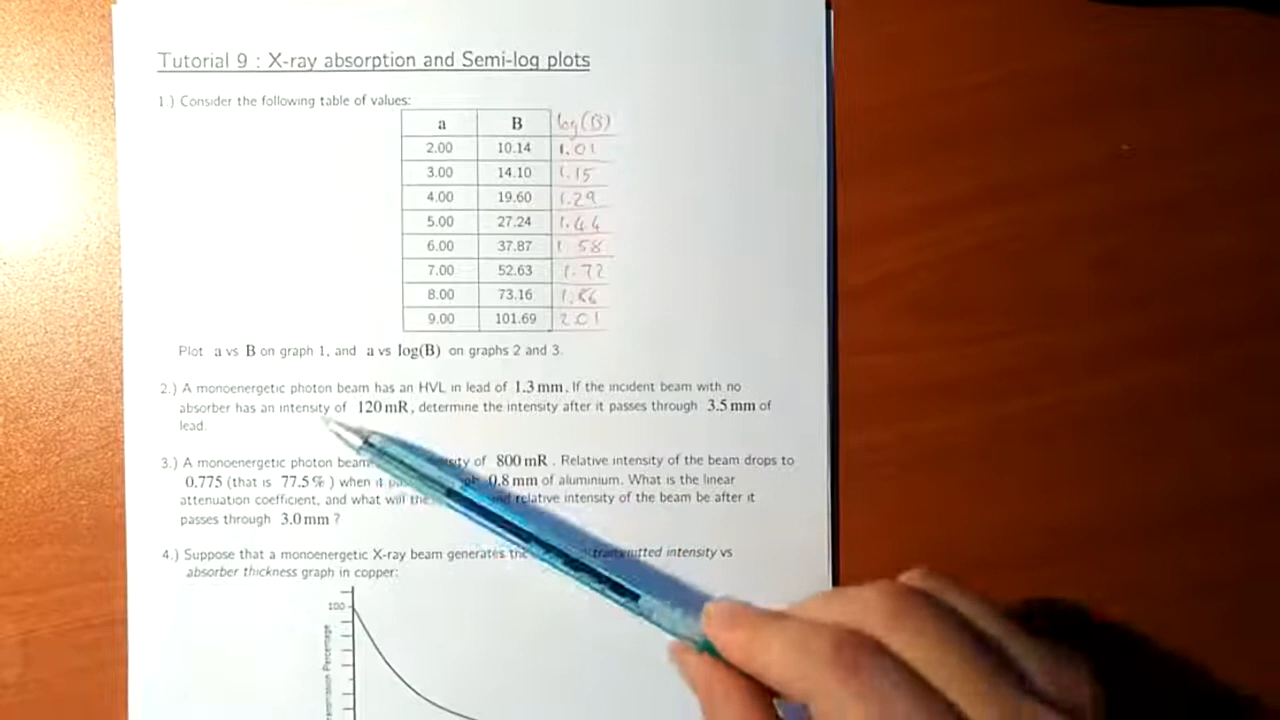 Tutorial 9 : X-ray absorption and Semi-log plots
1.) Consider the following table of values:
a B log(B)
2.00 10.14 1.01
3.00 14.10 1.15
4.00 19.60 1.29
5.00 27.24 1.44
6.00 37.87 1.58
7.00 52.63 1.72
8.00 73.16 1.86
9.00 101.69 2.01
Plot a vs B on graph 1, and a vs log(B) on graphs 2 and 3.
2.) A monoenergetic photon beam has an HVL in lead of 1.3 mm. If the incident beam with no
absorber has an intensity of 120 mR, determine the intensity after it passes through 3.5 mm of
lead.
3.) A monoenergetic photon beam of 800 mR . Relative intensity of the beam drops to
0.775 (that is 77.5 % ) when it 0.8 mm of aluminium. What is the linear
attenuation coefficient, and what will the relative intensity of the beam be after it
passes through 3.0 mm ?
4.) Suppose that a monoenergetic X-ray beam generates the transmitted intensity vs
absorber thickness graph in copper:
100
Percentage